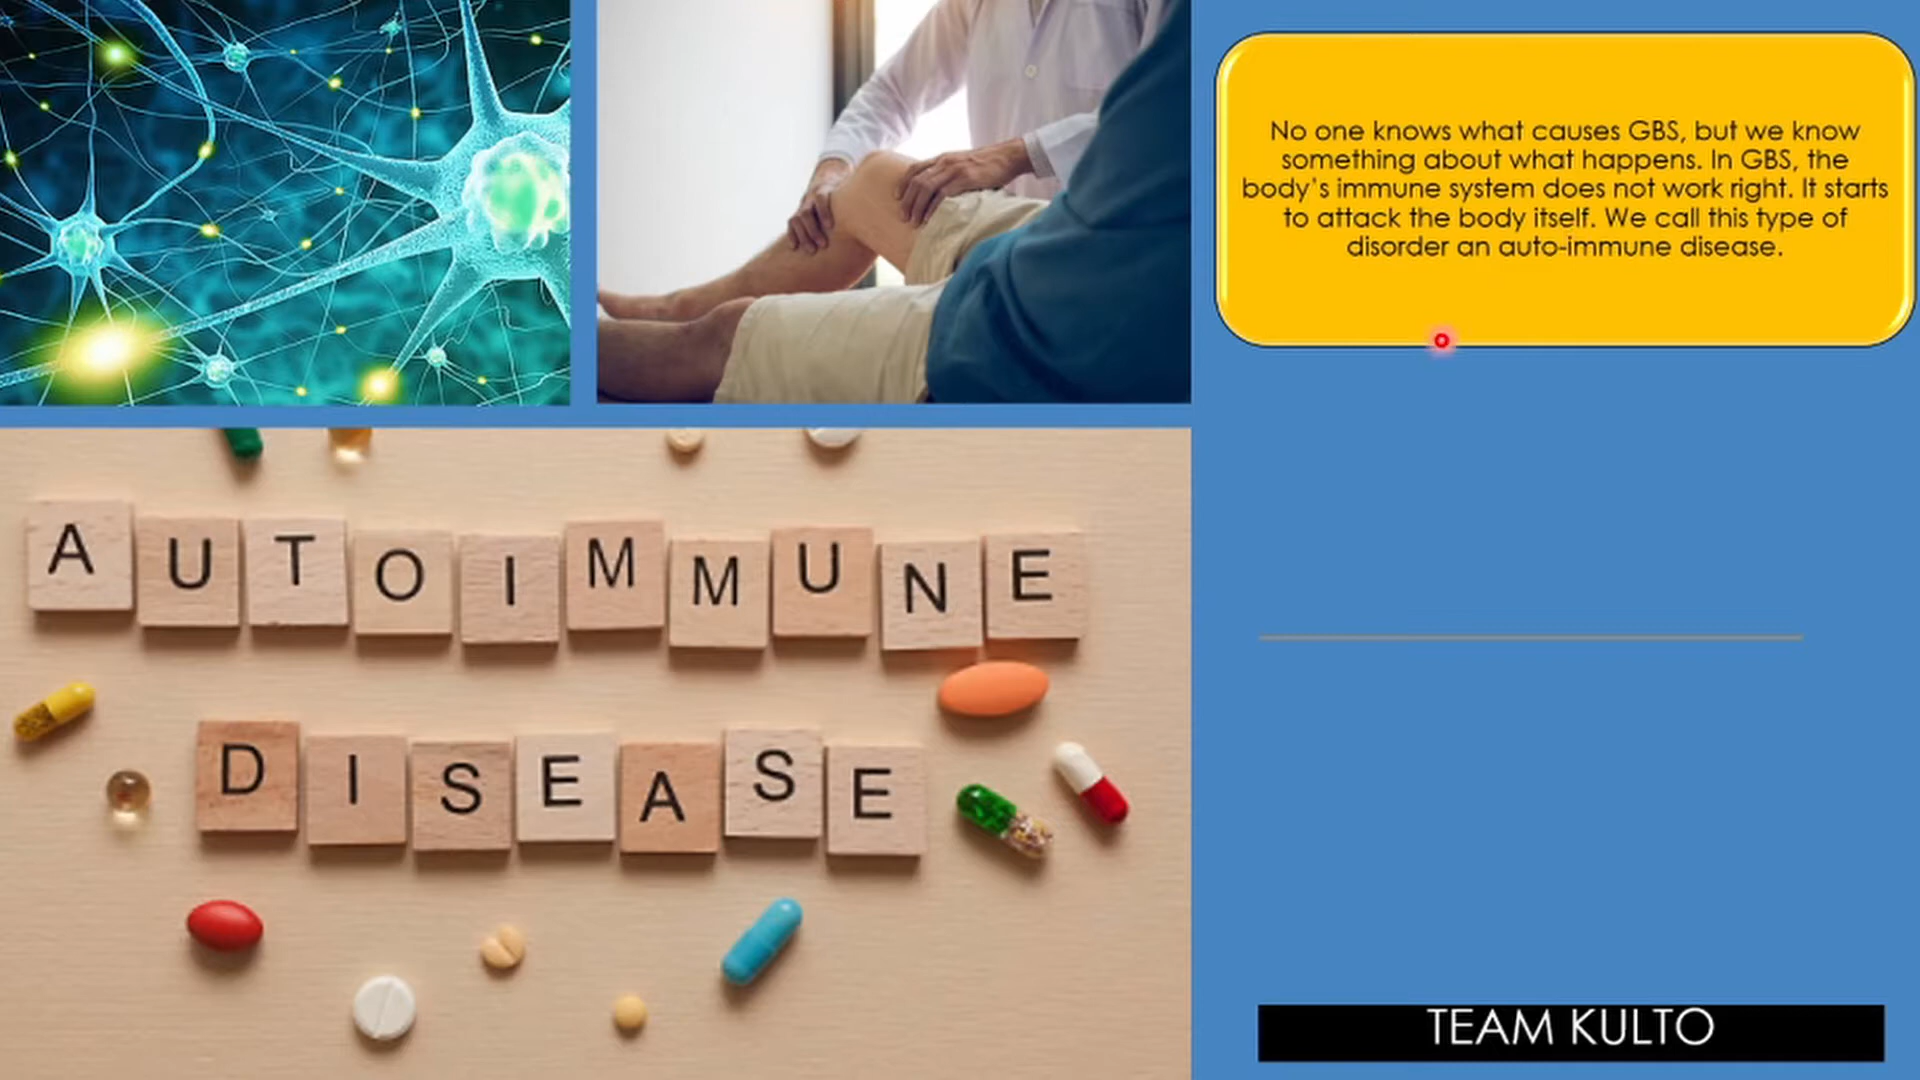 No one knows what causes GBS, but we know
something about what happens. In GBS, the
body's immune system does not work right. It starts
to attack the body itself. We call this type of
disorder an auto-immune disease.
AUTOIMMUNE
DISEASE
TEAM KULTO